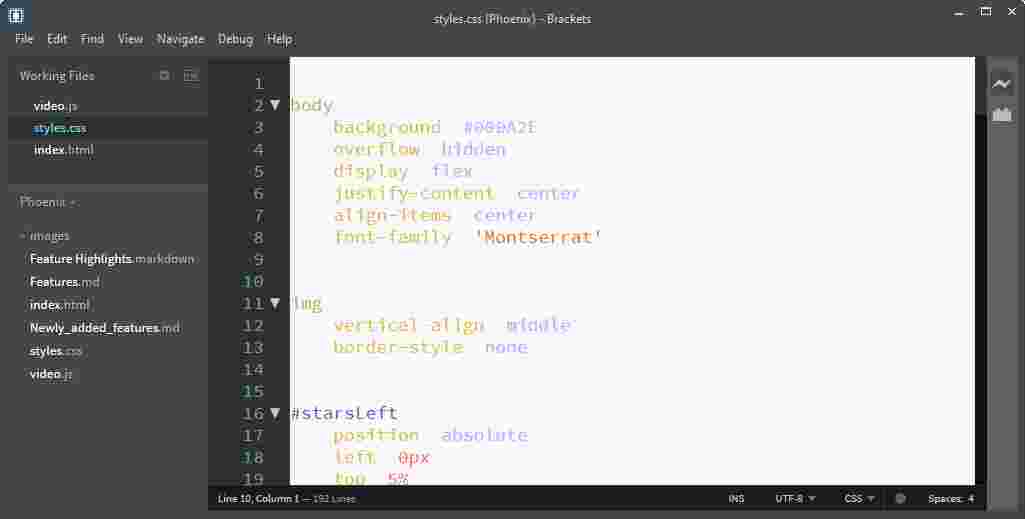 styles.css (Phoenix) - Brackets
File Edit Find View Navigate Debug Help
Working Files
video.js
styles.css
index.html
Phoenix
images
Feature Highlights.markdown
Features.md
index.html
Newly_added_features.md
styles.css
video.js
1
2 body
3 background #000A2E
4 overflow hidden
5 display flex
6 justify-content center
7 align-items center
8 font-family 'Montserrat'
9
10
11 img
12 vertical-align middle
13 border-style none
14
15
16 #starsLeft
17 position absolute
18 left 0px
19 top 5%
Line 10, Column 1 — 192 Lines INS UTF-8 CSS Spaces: 4